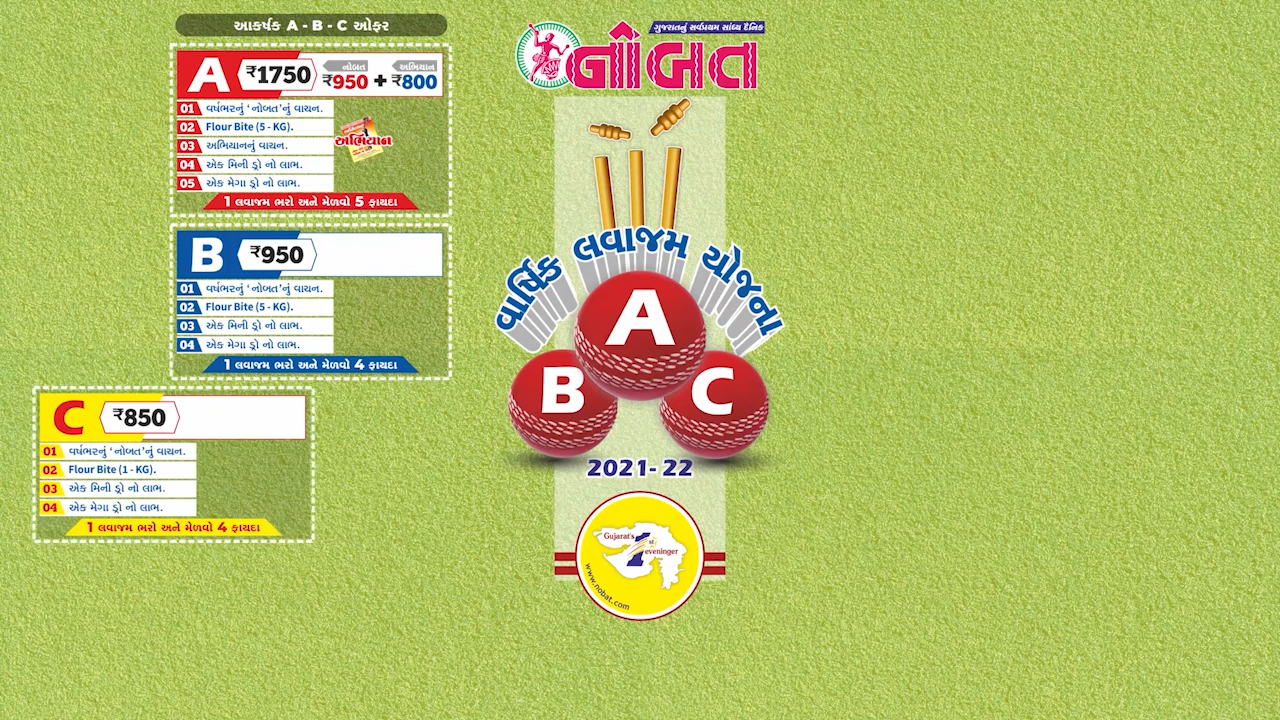 આકર્ષક A - B - C ઓફર
A ₹1750 નોબત ₹950 + અભિયાન ₹800
01 વર્ષભરનું 'નોબત'નું વાચન.
02 Flour Bite (5 - KG).
03 અભિયાનનું વાચન.
04 એક મિની ડ્રો નો લાભ.
05 એક મેગા ડ્રો નો લાભ.
અભિયાન
1 લવાજમ ભરો અને મેળવો 5 ફાયદા
B ₹950
01 વર્ષભરનું 'નોબત'નું વાચન.
02 Flour Bite (5 - KG).
03 એક મિની ડ્રો નો લાભ.
04 એક મેગા ડ્રો નો લાભ.
1 લવાજમ ભરો અને મેળવો 4 ફાયદા
C ₹850
01 વર્ષભરનું 'નોબત'નું વાચન.
02 Flour Bite (1 - KG).
03 એક મિની ડ્રો નો લાભ.
04 એક મેગા ડ્રો નો લાભ.
1 લવાજમ ભરો અને મેળવો 4 ફાયદા
ગુજરાતનું સર્વપ્રથમ સાંધ્ય દૈનિક
નોબત
વાર્ષિક લવાજમ યોજના
A
B C
2021-22
Gujarat's 1st eveninger
www.nobat.com